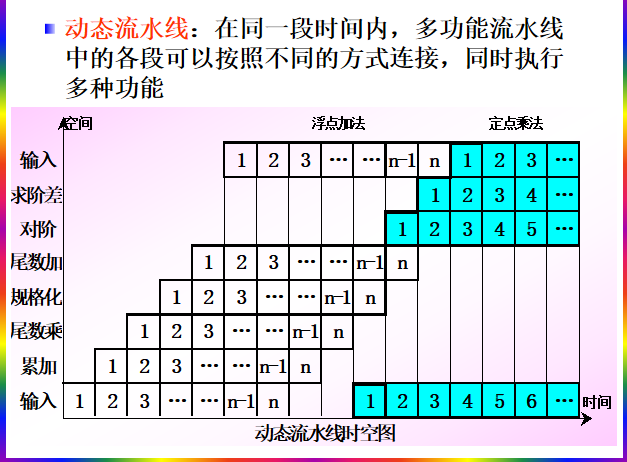 动态流水线：在同一段时间内，多功能流水线
中的各段可以按照不同的方式连接，同时执行
多种功能
空间 浮点加法 定点乘法
输入 1 2 3 … … n-1 n 1 2 3 …
求阶差 1 2 3 4 …
对阶 1 2 3 4 5 …
尾数加 1 2 3 … … n-1 n
规格化 1 2 3 … … n-1 n
尾数乘 1 2 3 … … n-1 n
累加 1 2 3 … … n-1 n
输入 1 2 3 … … n-1 n 1 2 3 4 5 6 … 时间
动态流水线时空图